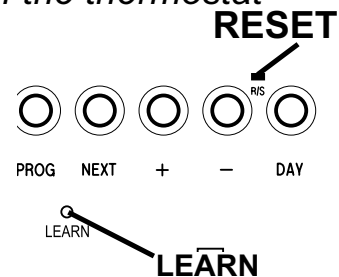 the thermostat
RESET
R/S
PROG NEXT + − DAY
LEARN
LEARN